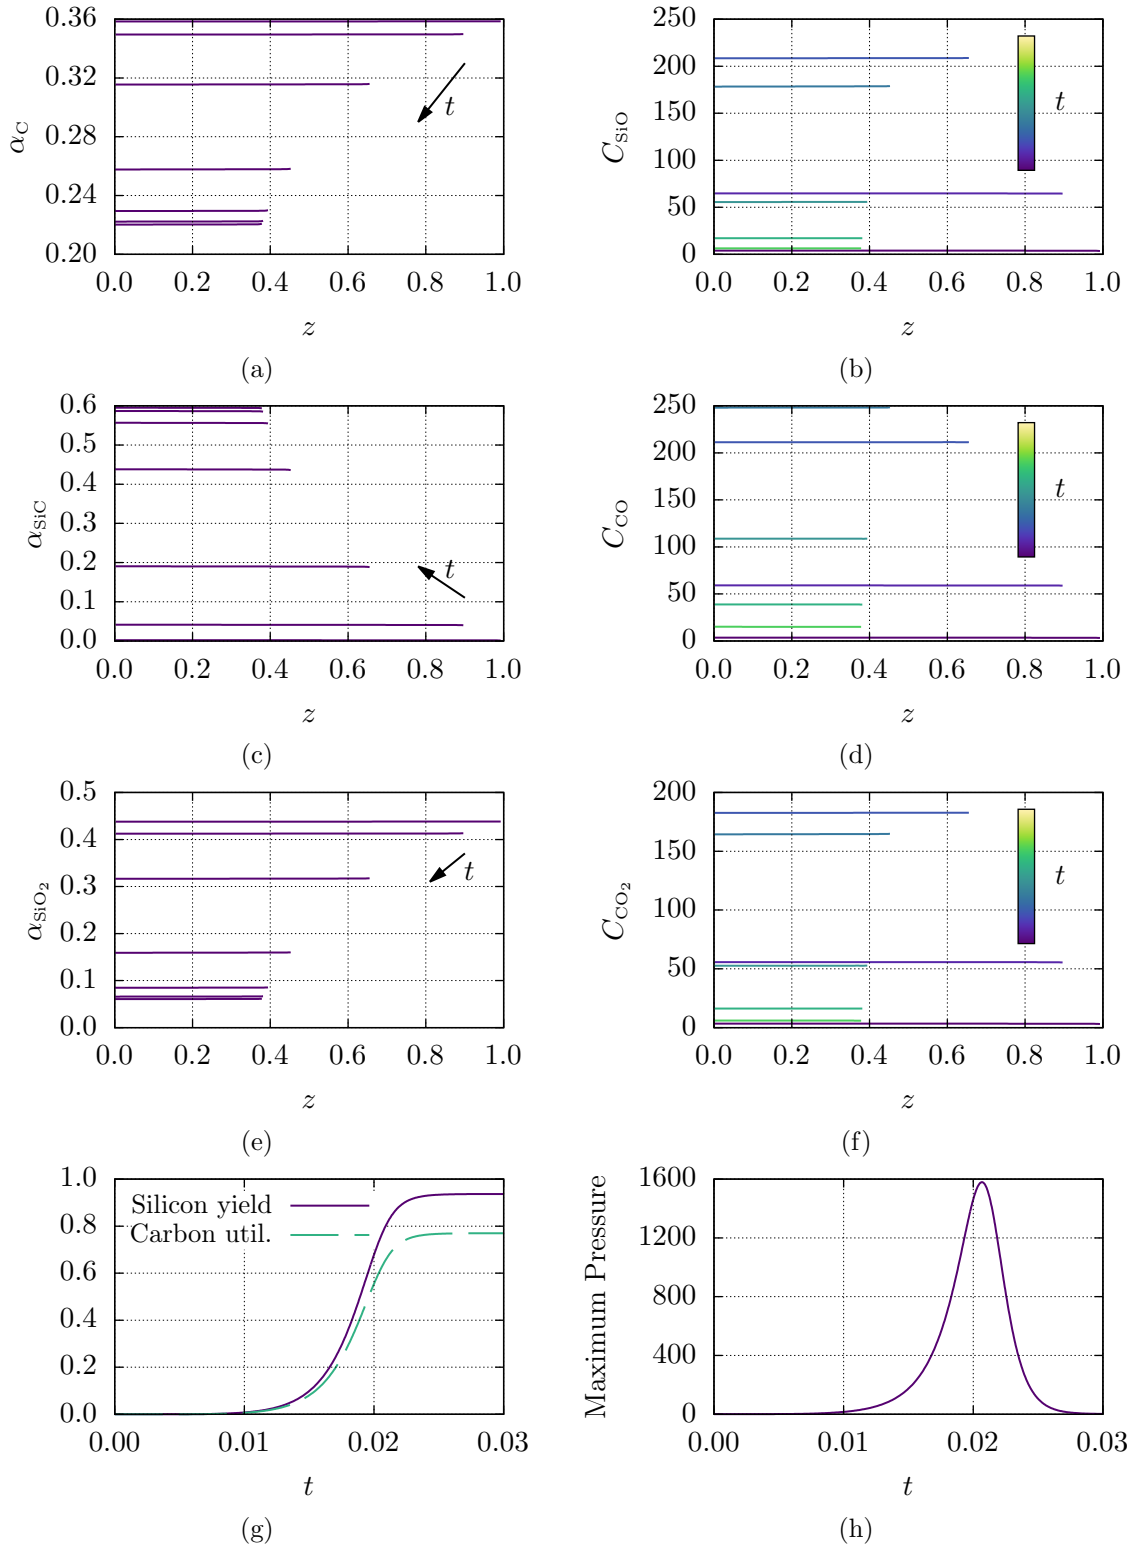 0.36
0.32
0.28
0.24
0.20
α_C
t
0.0 0.2 0.4 0.6 0.8 1.0
z
(a)
250
200
150
100
50
0
C_SiO
t
0.0 0.2 0.4 0.6 0.8 1.0
z
(b)
0.6
0.5
0.4
0.3
0.2
0.1
0.0
α_SiC
t
0.0 0.2 0.4 0.6 0.8 1.0
z
(c)
250
200
150
100
50
0
C_CO
t
0.0 0.2 0.4 0.6 0.8 1.0
z
(d)
0.5
0.4
0.3
0.2
0.1
0.0
α_SiO₂
t
0.0 0.2 0.4 0.6 0.8 1.0
z
(e)
200
150
100
50
0
C_CO₂
t
0.0 0.2 0.4 0.6 0.8 1.0
z
(f)
1.0
0.8
0.6
0.4
0.2
0.0
Silicon yield
Carbon util.
0.00 0.01 0.02 0.03
t
(g)
1600
1200
800
400
0
Maximum Pressure
0.00 0.01 0.02 0.03
t
(h)